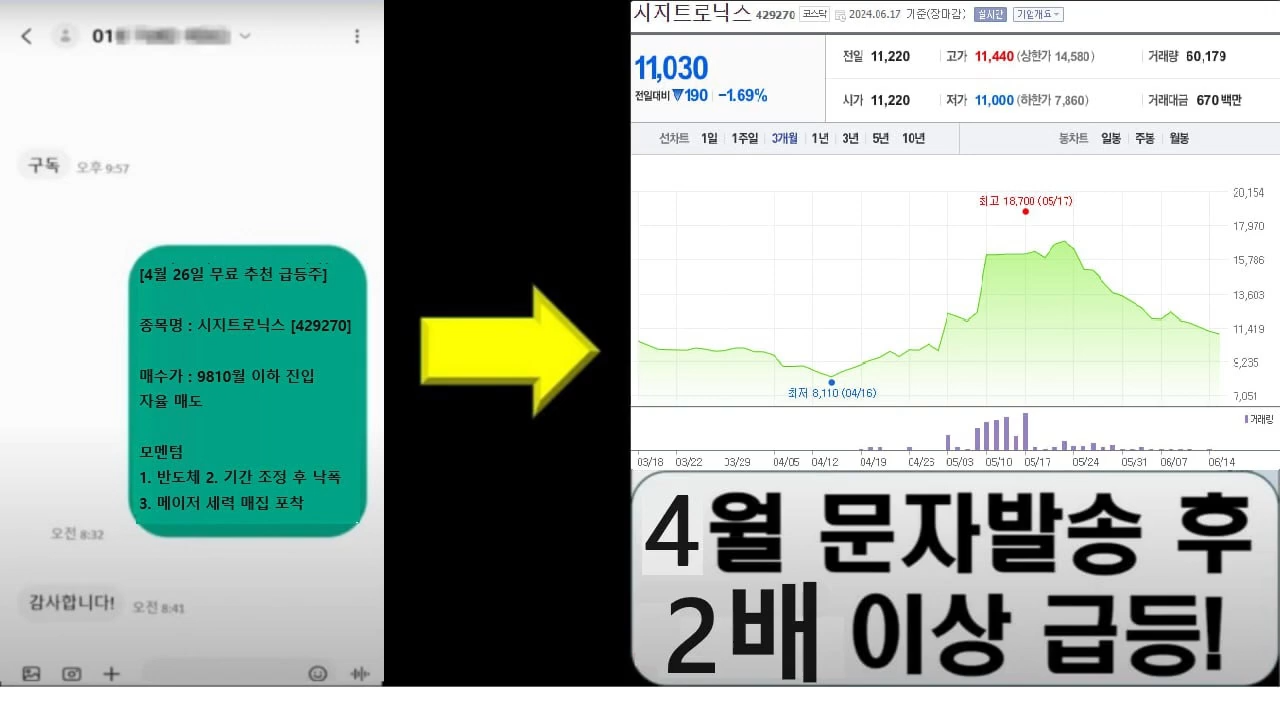 01
구독 오후 9:57
[4월 26일 무료 추천 급등주]
종목명 : 시지트로닉스 [429270]
매수가 : 9810월 이하 진입
자율 매도
모멘텀
1. 반도체 2. 기간 조정 후 낙폭
3. 메이저 세력 매집 포착
오전 8:32
감사합니다! 오전 8:41
시지트로닉스 429270 코스닥 2024.06.17 기준(장마감) 실시간 기업개요
11,030
전일대비 ▼190 -1.69%
전일 11,220 고가 11,440 (상한가 14,580) 거래량 60,179
시가 11,220 저가 11,000 (하한가 7,860) 거래대금 670 백만
선차트 1일 1주일 3개월 1년 3년 5년 10년 봉차트 일봉 주봉 월봉
20,154
최고 18,700 (05/17)
17,970
15,786
13,603
11,419
9,235
최저 8,110 (04/16)
7,051
거래량
03/18 03/22 03/29 04/05 04/12 04/19 04/26 05/03 05/10 05/17 05/24 05/31 06/07 06/14
4월 문자발송 후
2배 이상 급등!